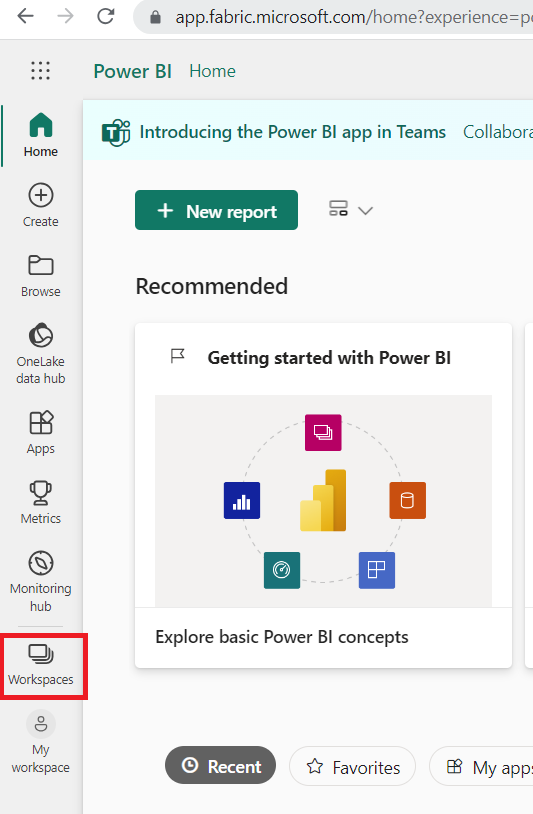 app.fabric.microsoft.com/home?experience=p
Power BI Home
Introducing the Power BI app in Teams Collabora
Home
Create
Browse
OneLake
data hub
Apps
Metrics
Monitoring
hub
Workspaces
My
workspace
+ New report
Recommended
Getting started with Power BI
Explore basic Power BI concepts
Recent
Favorites
My apps